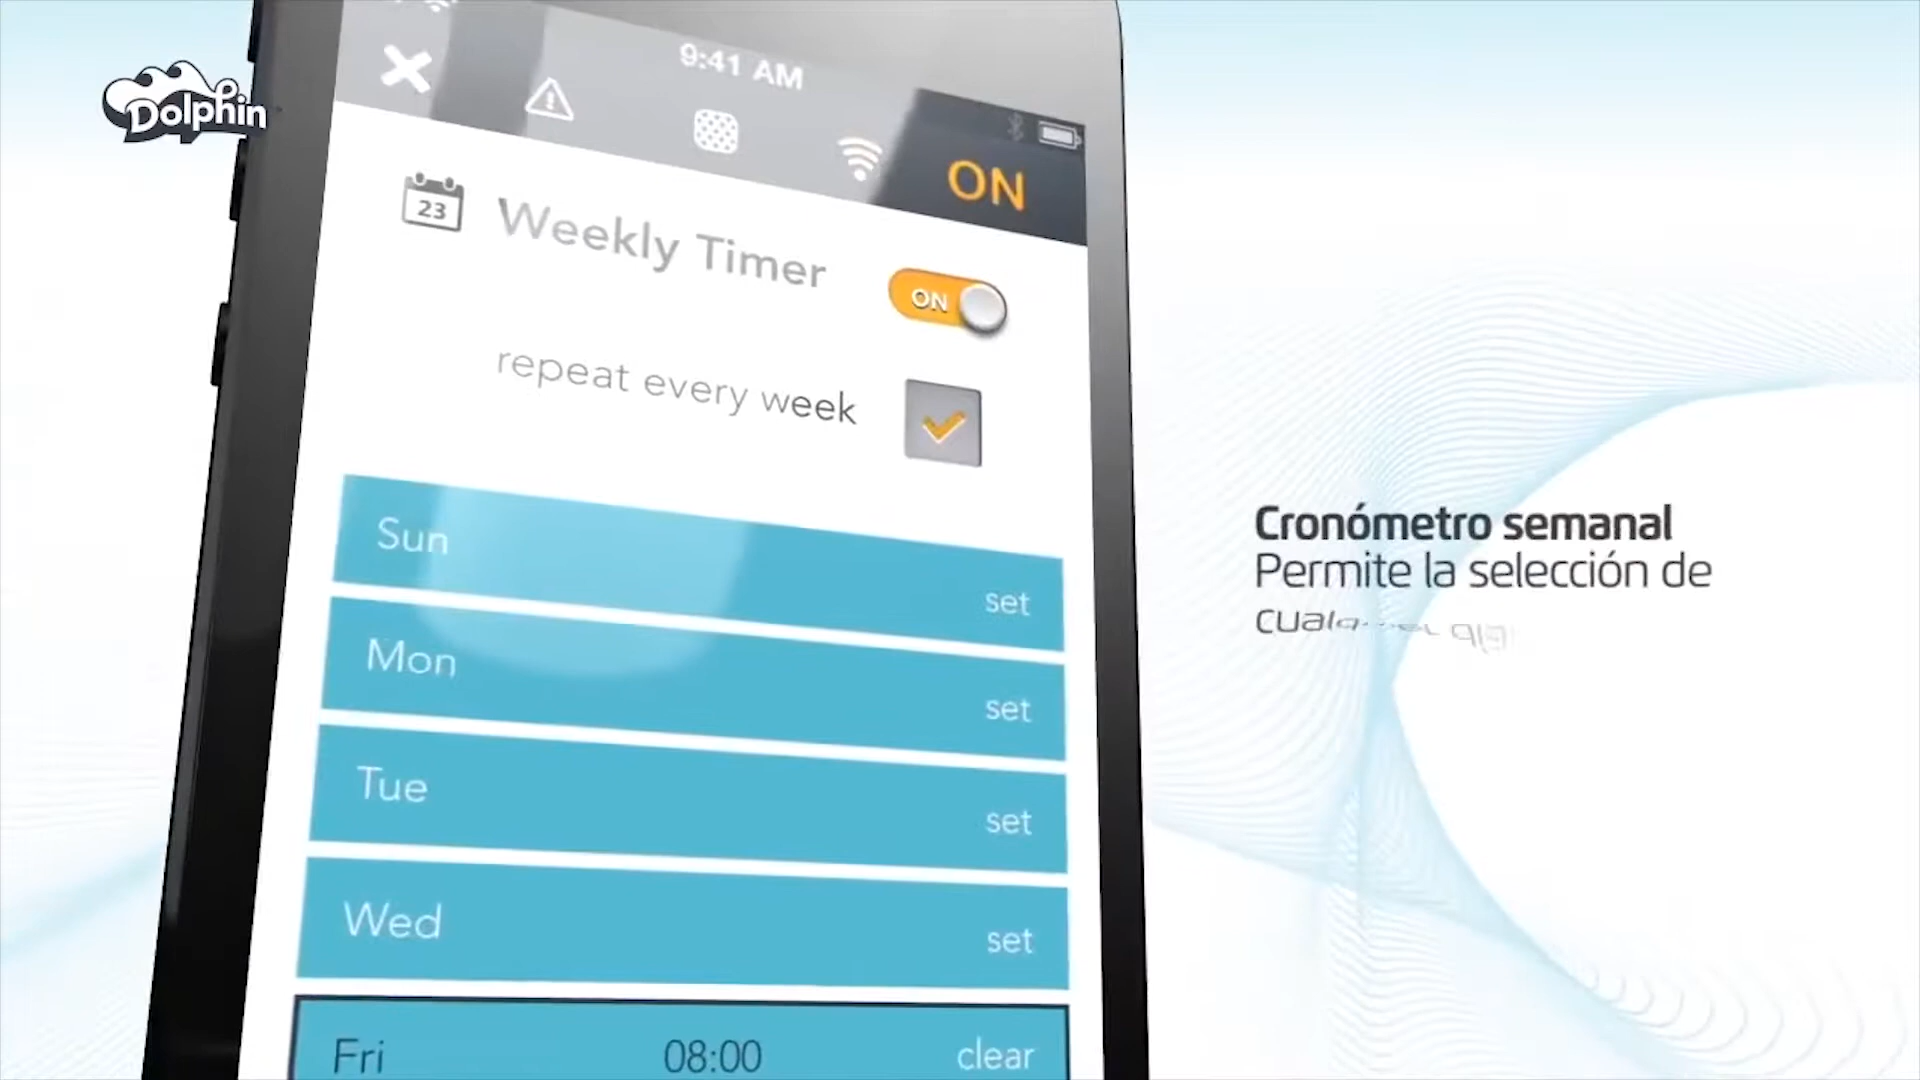 Dolphin
9:41 AM
ON
23
Weekly Timer
ON
repeat every week
Sun
set
Mon
set
Tue
set
Wed
set
Fri 08:00 clear
Cronómetro semanal
Permite la selección de